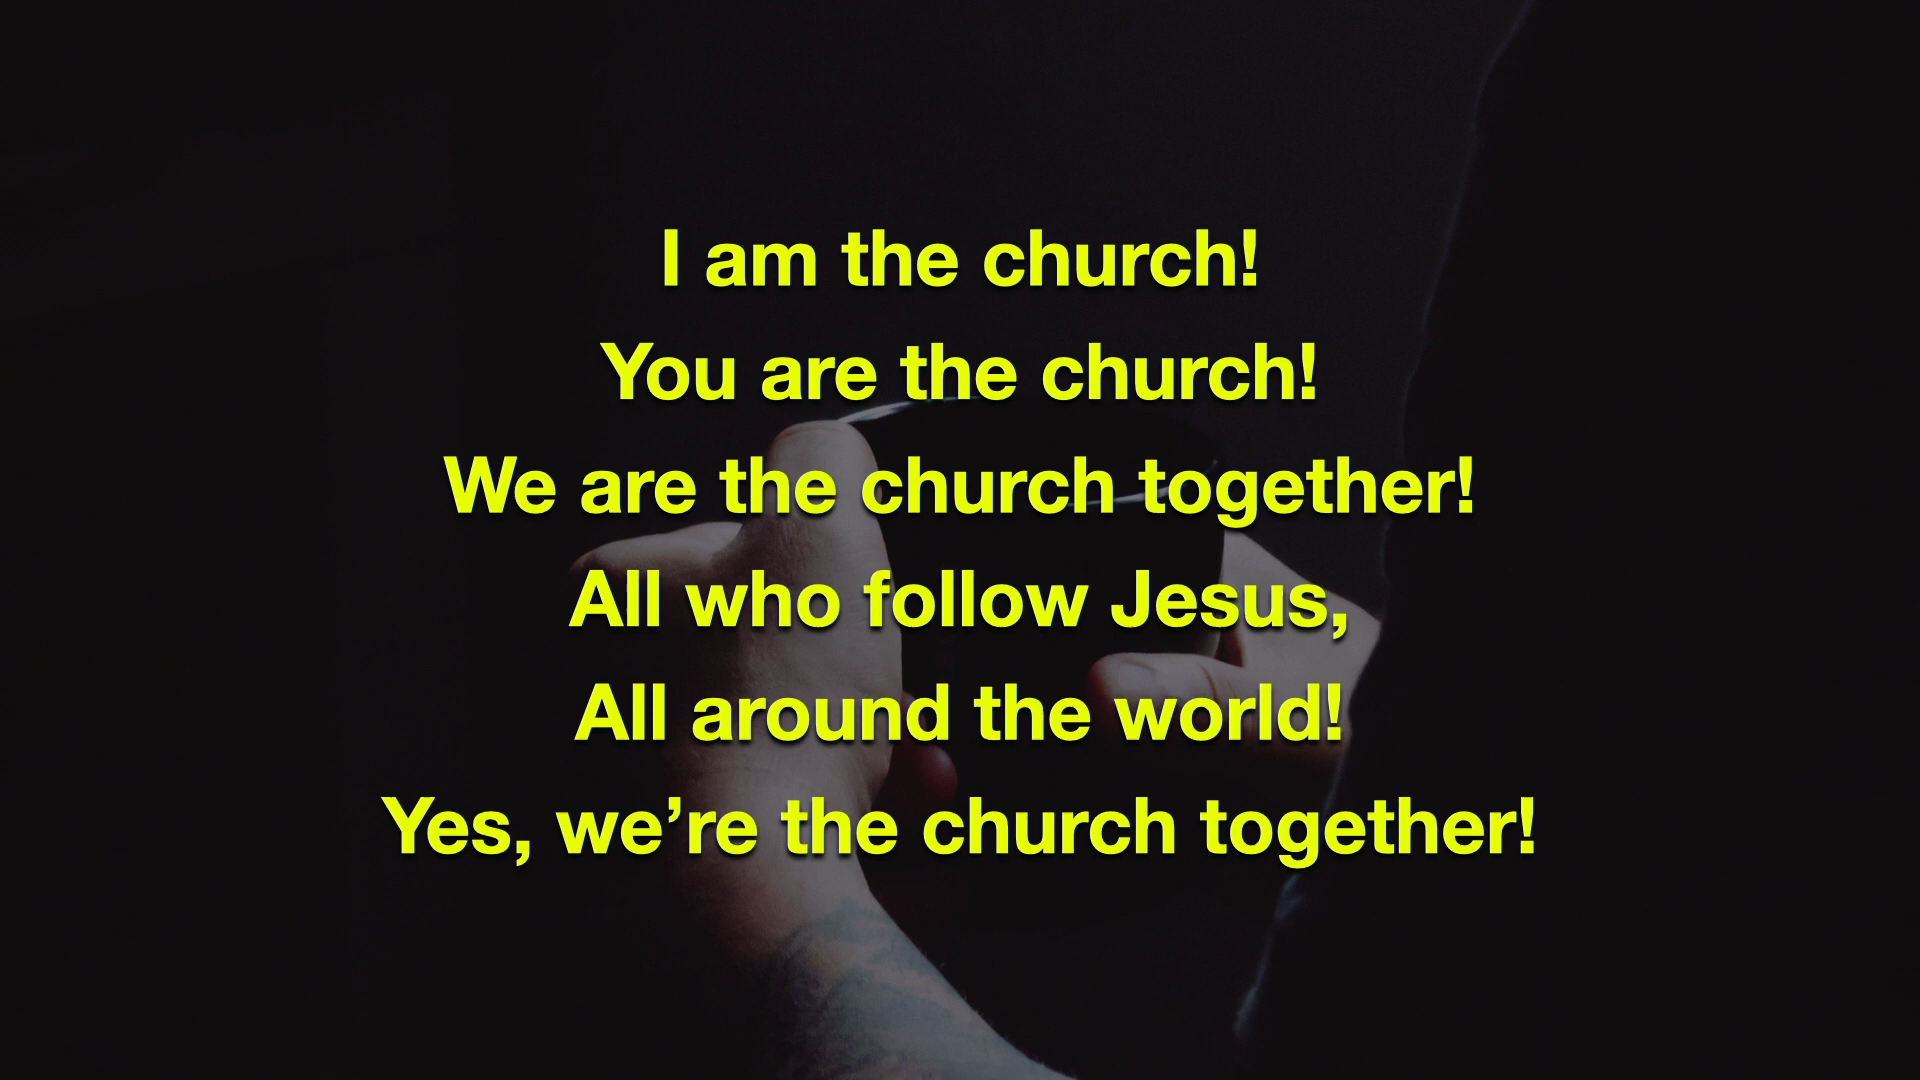 I am the church!
You are the church!
We are the church together!
All who follow Jesus,
All around the world!
Yes, we’re the church together!